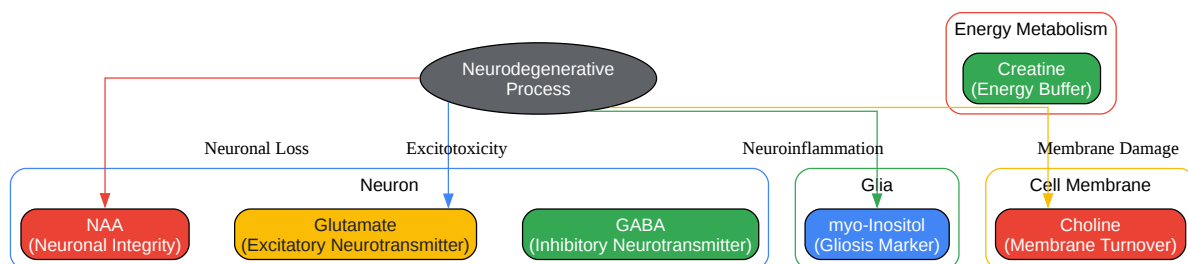 Energy Metabolism
Neurodegenerative
Process
Creatine
(Energy Buffer)
Neuronal Loss
Excitotoxicity
Neuroinflammation
Membrane Damage
Neuron
Glia
Cell Membrane
NAA
(Neuronal Integrity)
Glutamate
(Excitatory Neurotransmitter)
GABA
(Inhibitory Neurotransmitter)
myo-Inositol
(Gliosis Marker)
Choline
(Membrane Turnover)